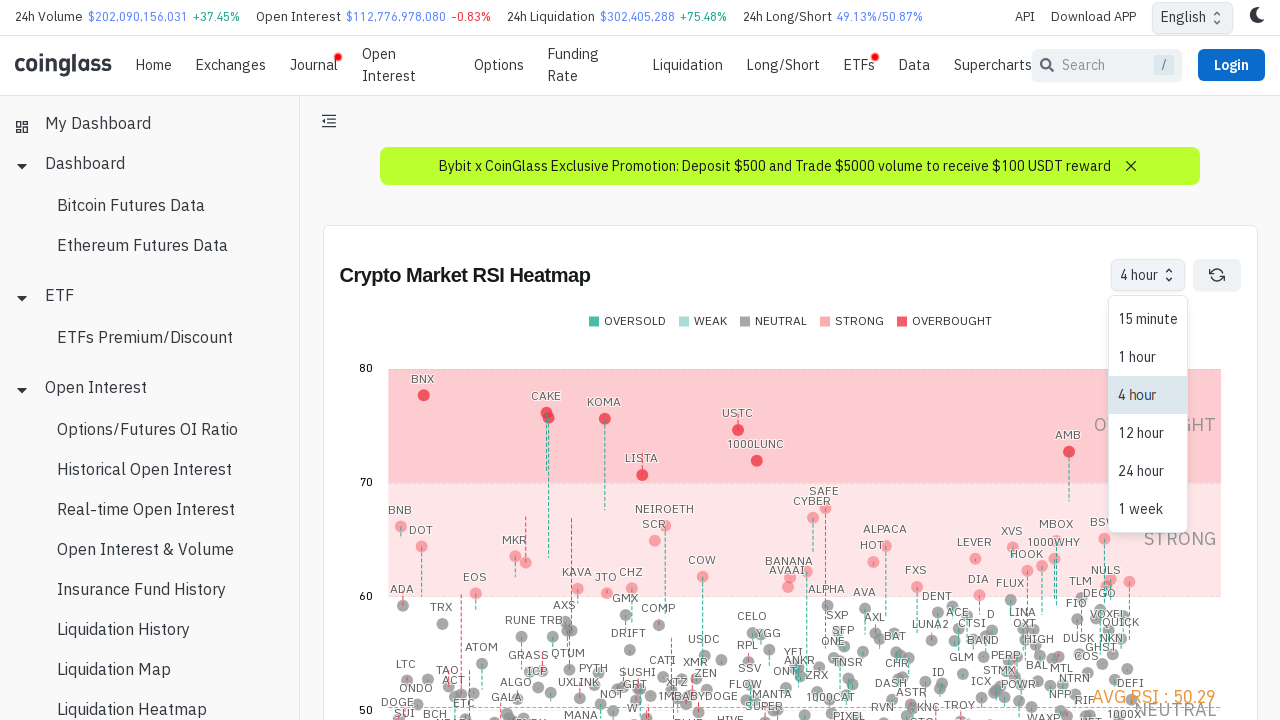 24h Volume $202,090,156,031 +37.45% Open Interest $112,776,978,080 -0.83% 24h Liquidation $302,405,288 +75.48% 24h Long/Short 49.13%/50.87% API Download APP English
coinglass Home Exchanges Journal Open Interest Options Funding Rate Liquidation Long/Short ETFs Data Supercharts Search / Login
My Dashboard
Dashboard
Bitcoin Futures Data
Ethereum Futures Data
ETF
ETFs Premium/Discount
Open Interest
Options/Futures OI Ratio
Historical Open Interest
Real-time Open Interest
Open Interest & Volume
Insurance Fund History
Liquidation History
Liquidation Map
Liquidation Heatmap
Bybit x CoinGlass Exclusive Promotion: Deposit $500 and Trade $5000 volume to receive $100 USDT reward
Crypto Market RSI Heatmap
4 hour
15 minute
1 hour
4 hour
12 hour
24 hour
1 week
OVERSOLD WEAK NEUTRAL STRONG OVERBOUGHT
80
BNX
CAKE
KOMA
USTC
1000LUNC
AMB
LISTA
70
STRONG
BNB
DOT
MKR
NEIROETH
SCR
SAFE
CYBER
ALPACA
HOT
LEVER
XVS
MBOX
1000WHY
HOOK
EOS
KAVA
JTO
CHZ
COW
BANANA
AVAAI
FXS
DIA
FLUX
TLM
NULS
DEGO
60
ADA
TRX
AXS
GMX
COMP
ALPHA
AVA
DENT
FIO
RUNE
TRB
DRIFT
CELO
YGG
SXP
SFP
AXL
LUNA2
ACE
D
CTSI
LINA
OXT
VOXEL
QUICK
ATOM
QTUM
USDC
RPL
ONE
BAT
BAND
HIGH
DUSK
NKN
GHST
LTC
TAO
GRASS
ICP
PYTH
CATI
XMR
SSV
YFI
ANKR
TNSR
CHR
GLM
PERP
COS
BAL
MTL
ONDO
ACT
ALGO
UXLINK
$USHI
GRT
XTZ
ZEN
FLOW
ONT
ZRX
DASH
ID
ICX
STMX
POWR
NTRN
DEFI
DOGE
ETC
GALA
NOT
W
1MBABYDOGE
MANTA
1000CAT
ASTR
NFP
AVG RSI : 50.29
NEUTRAL
50
SUI
BCH
MANA
HIVE
SUPER
PIXEL
RVN
KNC
TROY
WAXP
1000X